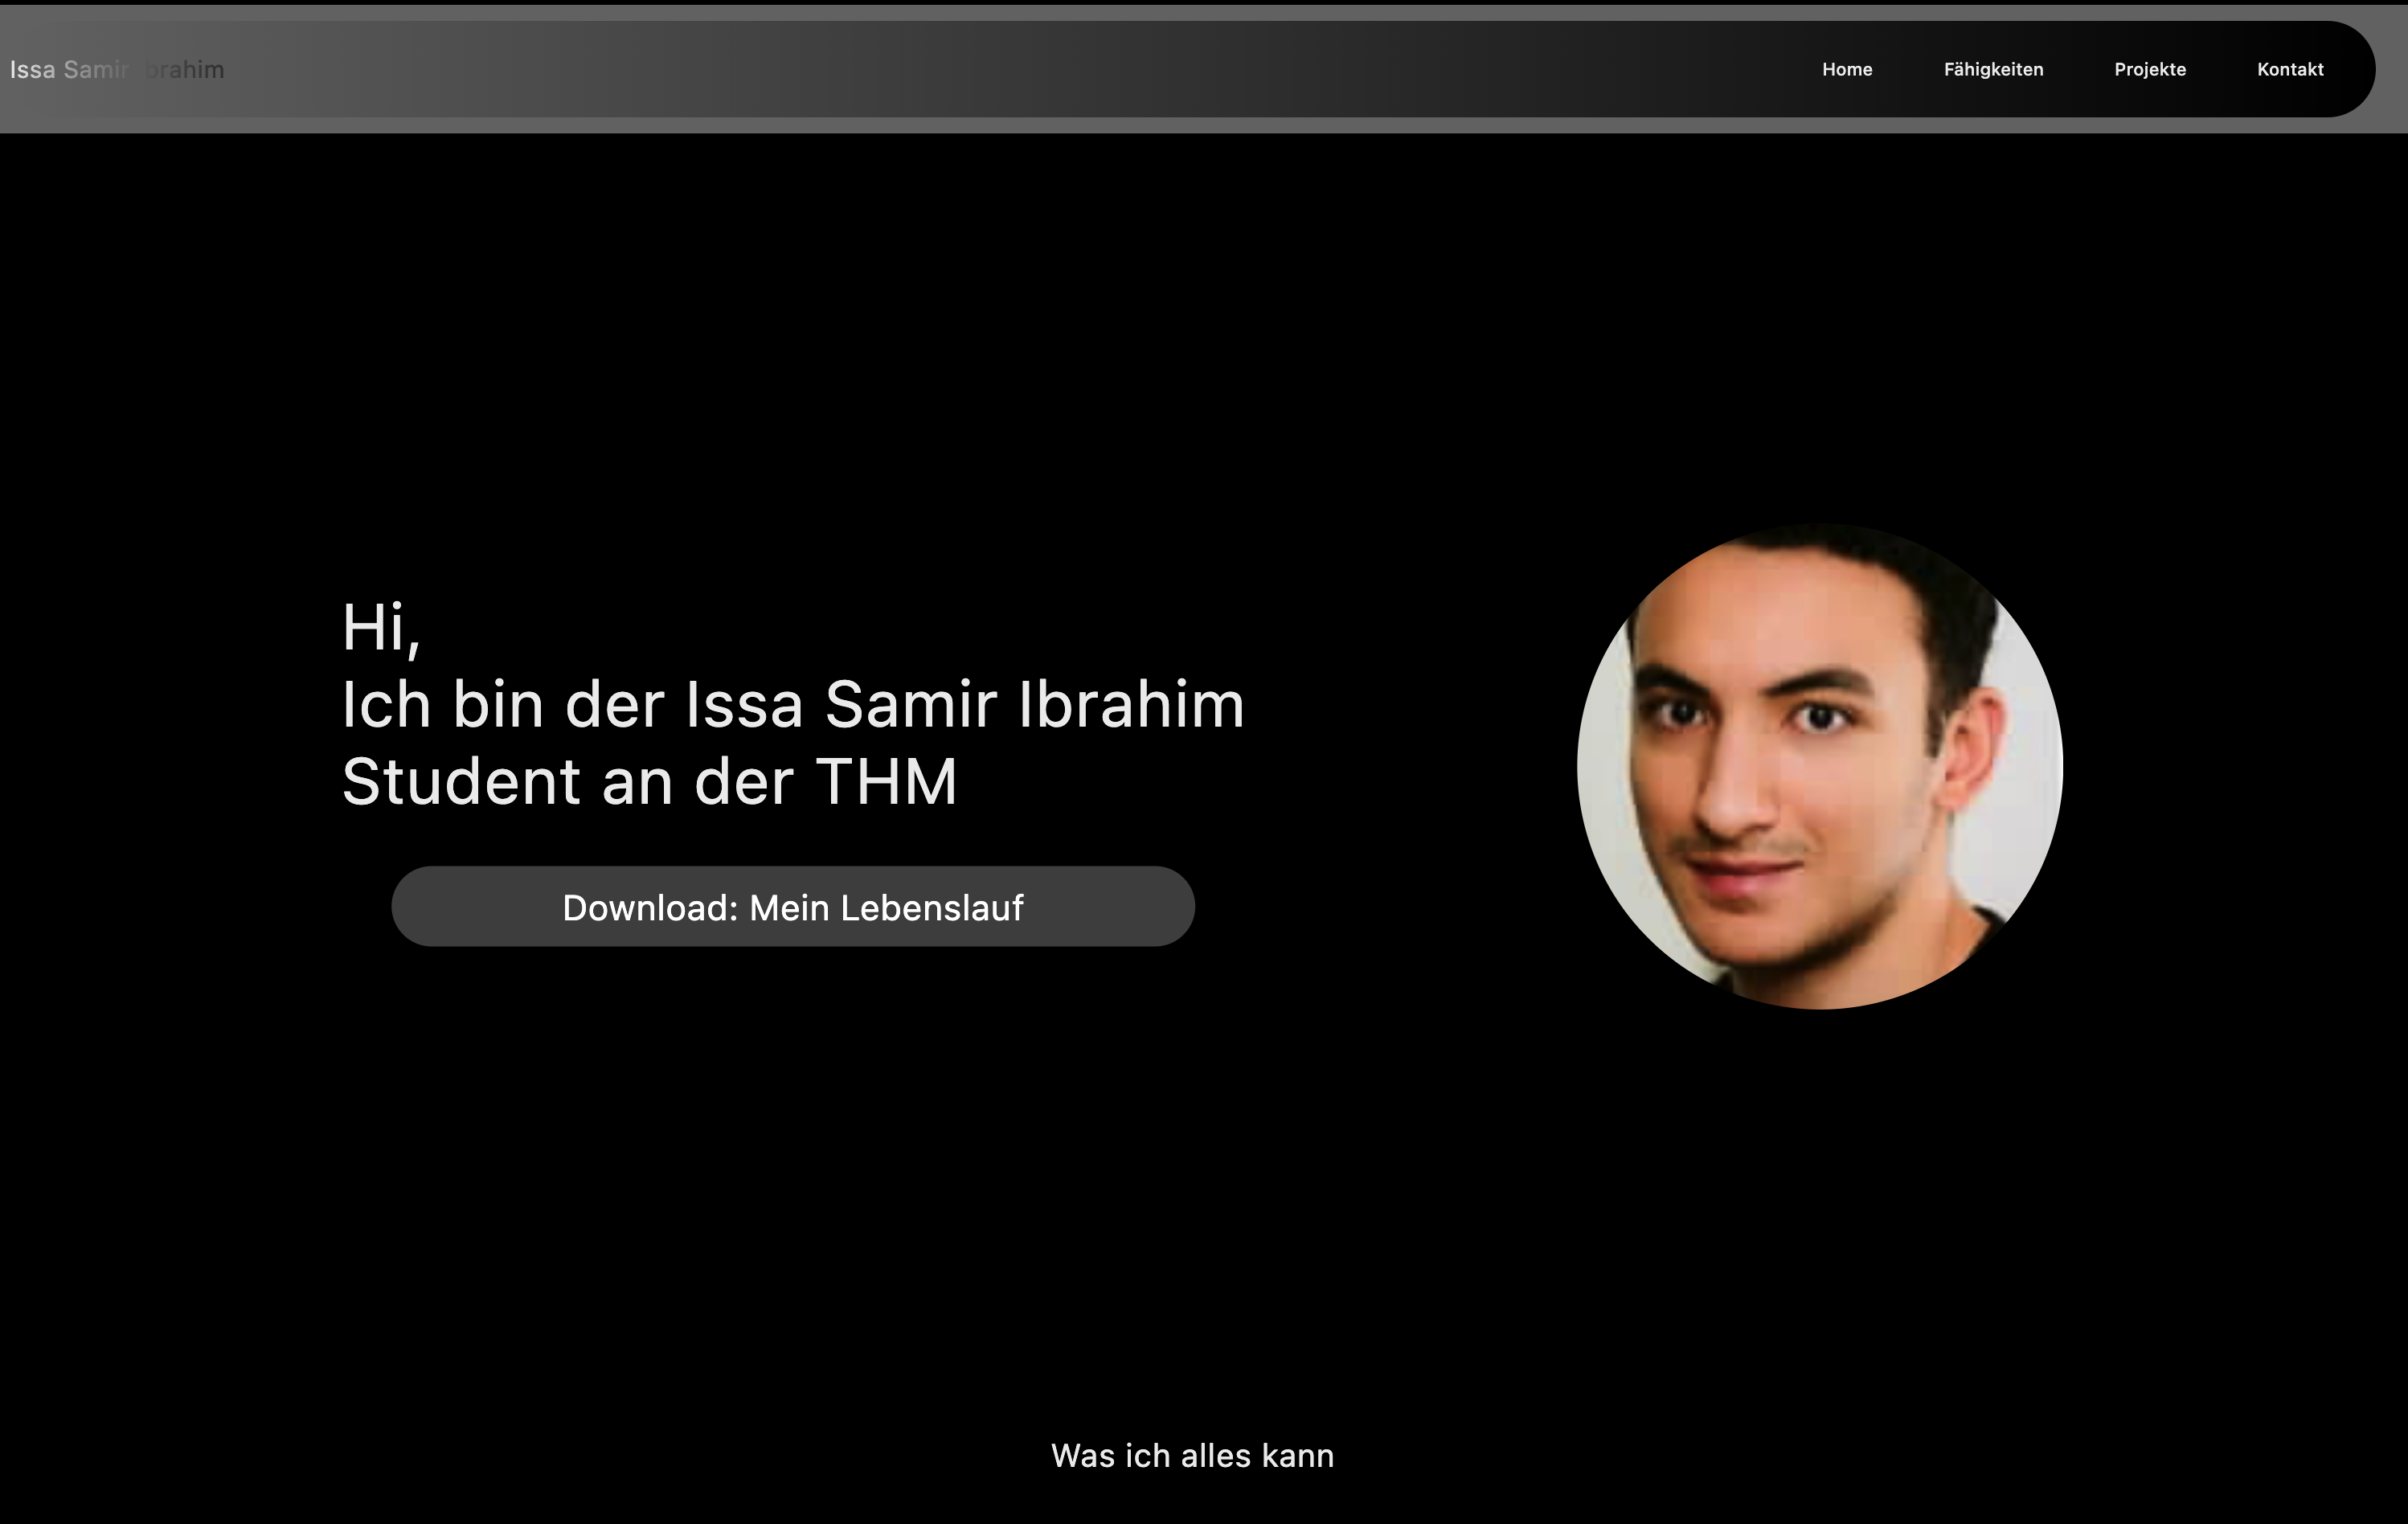 Issa Samir Ibrahim
Home Fähigkeiten Projekte Kontakt
Hi,
Ich bin der Issa Samir Ibrahim
Student an der THM
Download: Mein Lebenslauf
Was ich alles kann